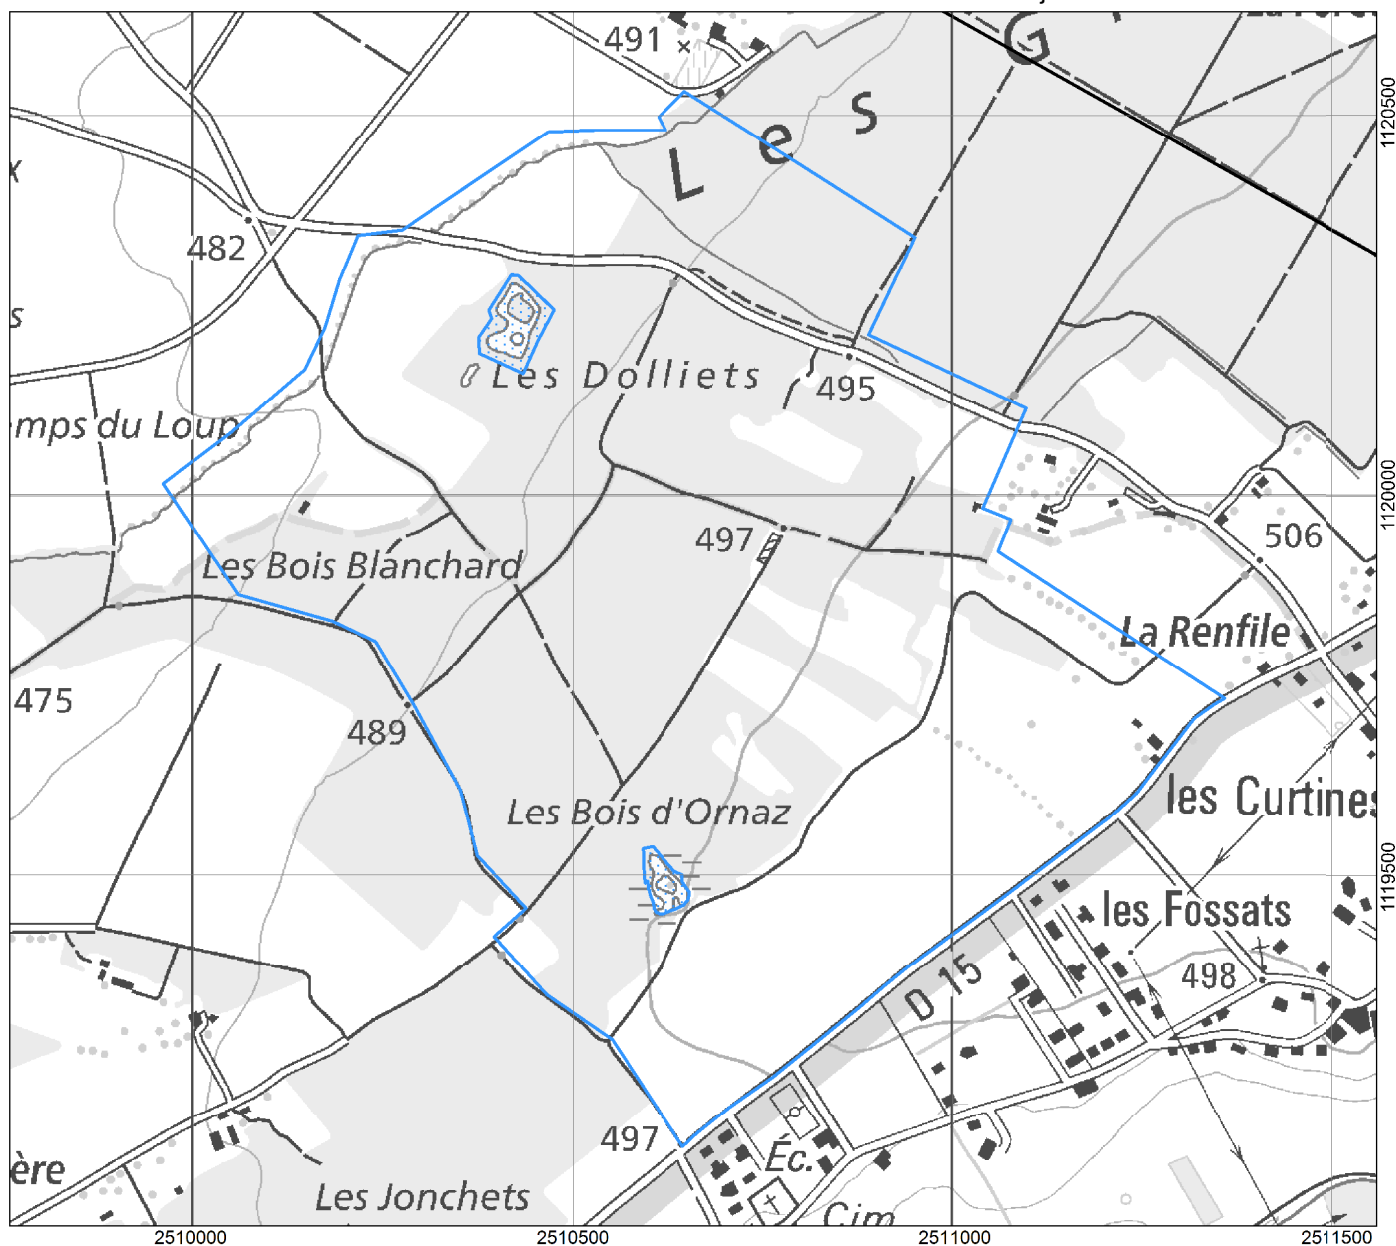 491
G
Les
1120500
x
482
s
Les Dolliets
495
emps du Loup
1120000
497
506
Les Bois Blanchard
La Renfile
475
489
les Curtines
Les Bois d'Ornaz
1119500
les Fossats
498
D 15
497
Éc.
ère
Les Jonchets
Cim
2510000
2510500
2511000
2511500